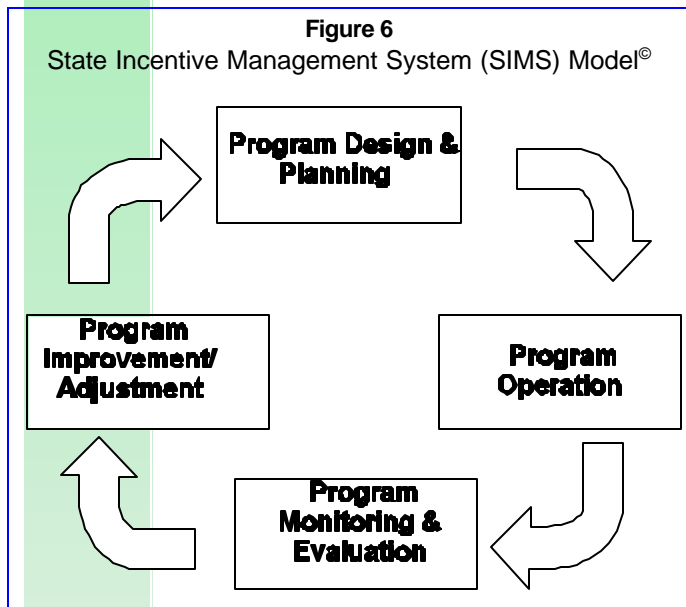 Figure 6
State Incentive Management System (SIMS) Model©
Program Design &
Planning
Program
Operation
Program
Monitoring &
Evaluation
Program
Improvement/
Adjustment